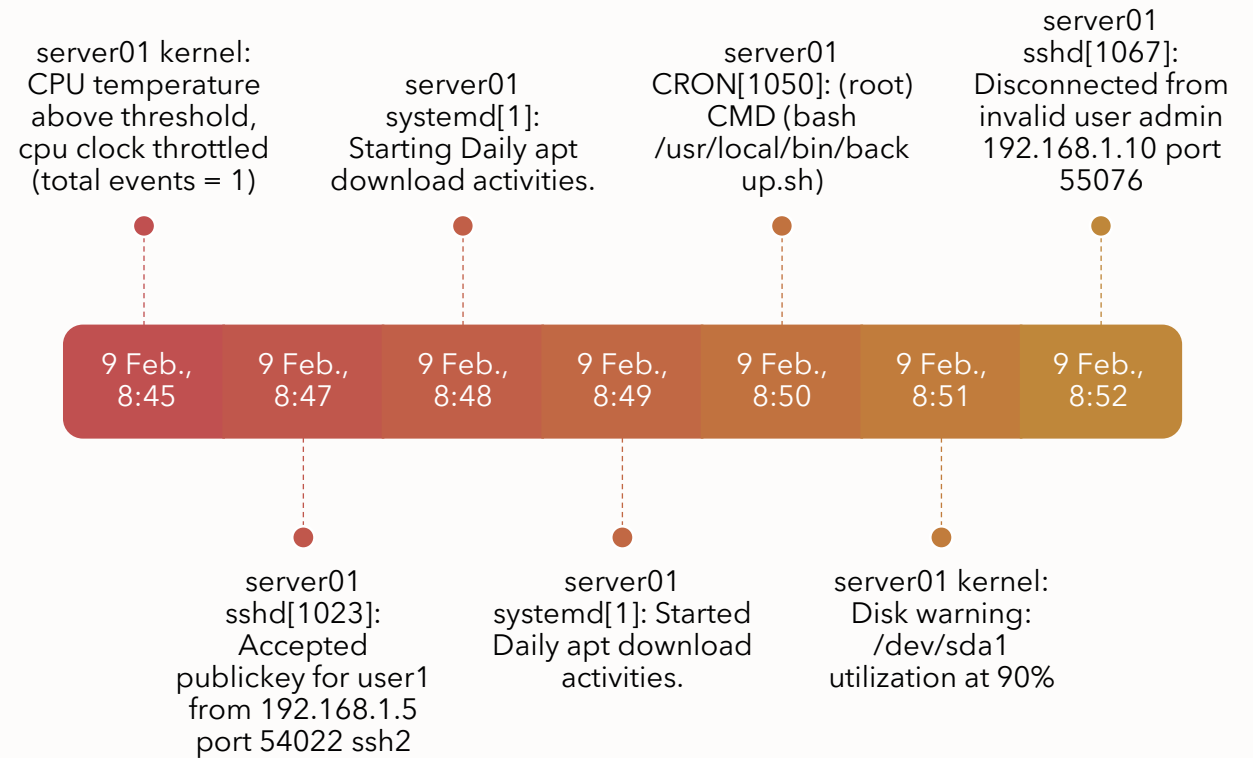 server01 kernel:
CPU temperature
above threshold,
cpu clock throttled
(total events = 1)
server01
systemd[1]:
Starting Daily apt
download activities.
server01
CRON[1050]: (root)
CMD (bash
/usr/local/bin/back
up.sh)
server01
sshd[1067]:
Disconnected from
invalid user admin
192.168.1.10 port
55076
9 Feb.,
8:45
9 Feb.,
8:47
9 Feb.,
8:48
9 Feb.,
8:49
9 Feb.,
8:50
9 Feb.,
8:51
9 Feb.,
8:52
server01
sshd[1023]:
Accepted
publickey for user1
from 192.168.1.5
port 54022 ssh2
server01
systemd[1]: Started
Daily apt download
activities.
server01 kernel:
Disk warning:
/dev/sda1
utilization at 90%